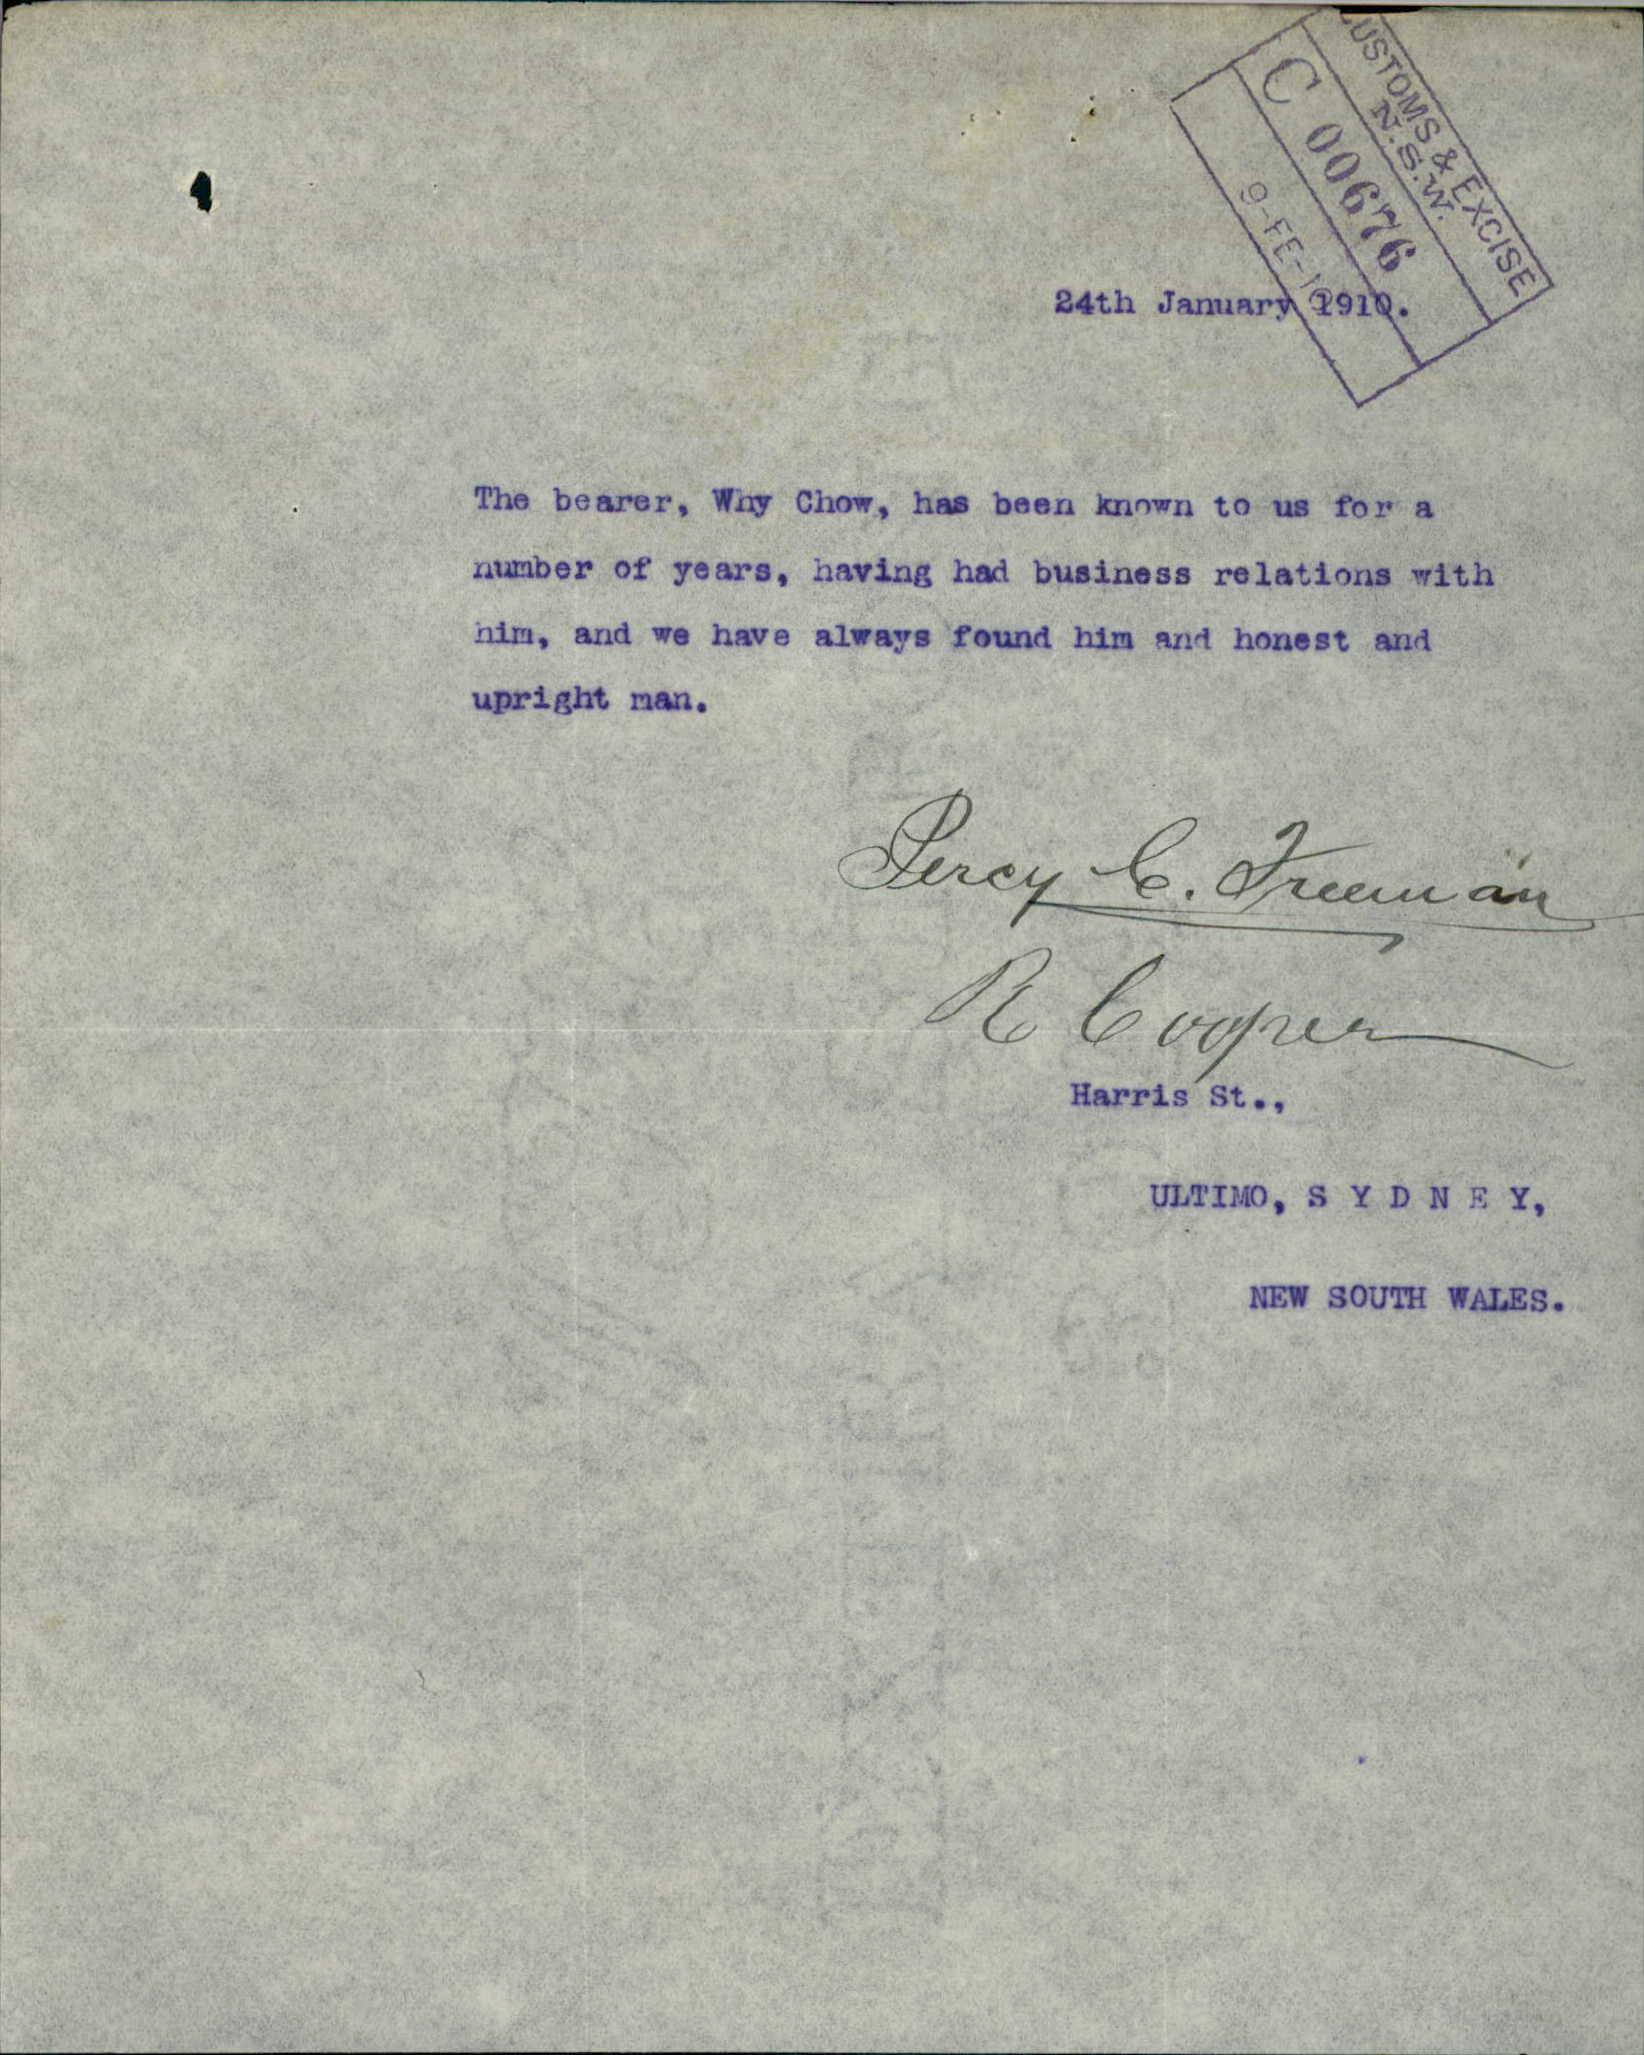 CUSTOMS & EXCISE
N.S.W.
C 00676
9-FE-10
24th January 1910.
The bearer, Why Chow, has been known to us for a
number of years, having had business relations with
him, and we have always found him and honest and
upright man.
Percy C. Freeman
R Cooper
Harris St.,
ULTIMO, S Y D N E Y,
NEW SOUTH WALES.